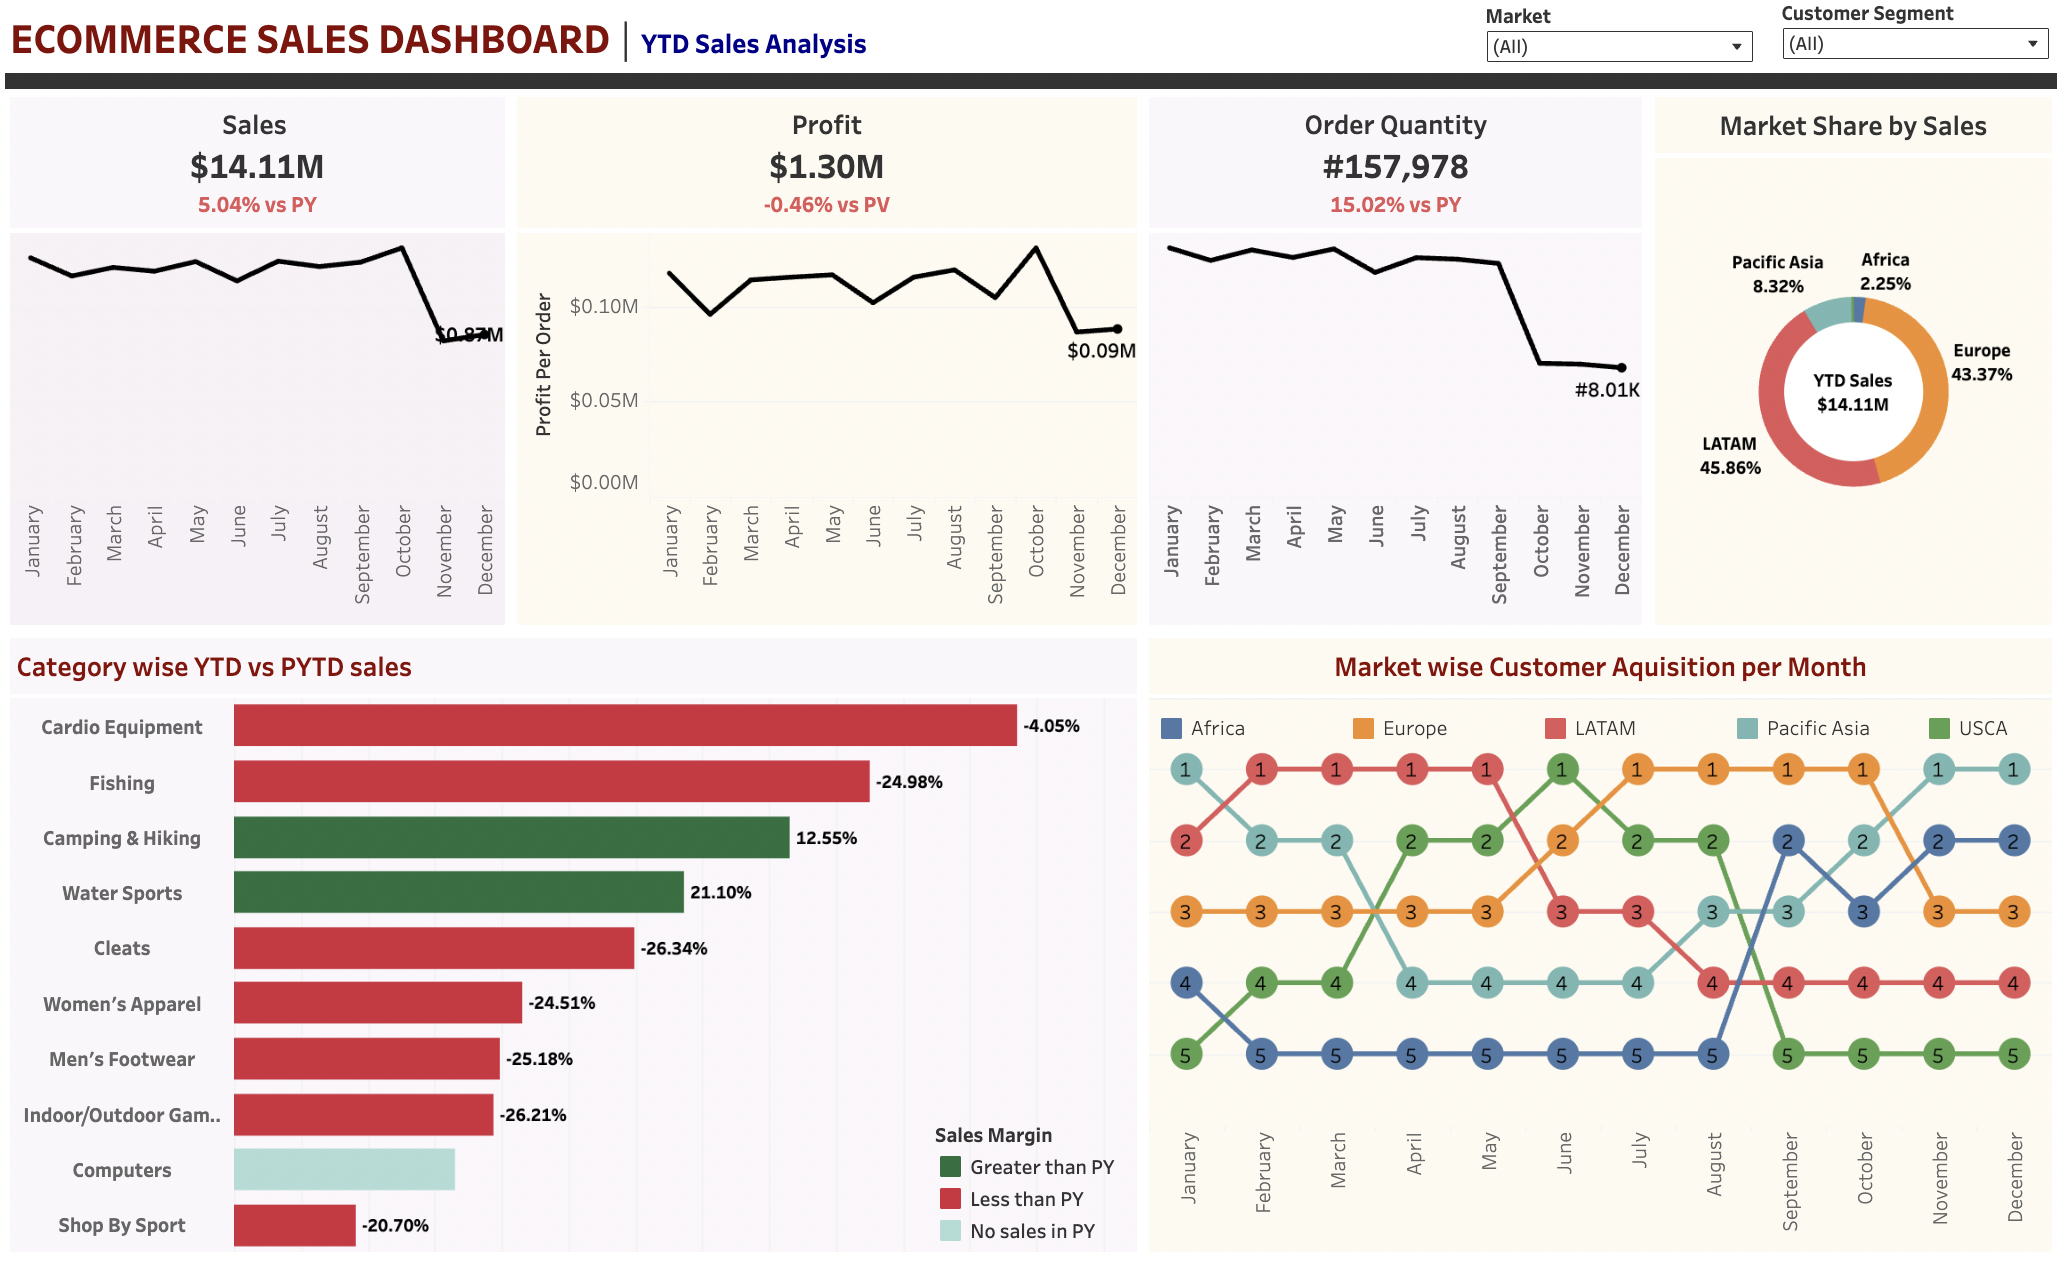 ECOMMERCE SALES DASHBOARD
YTD Sales Analysis
Market
(All)
Customer Segment
(All)
Sales
$14.11M
5.04% vs PY
Profit
$1.30M
-0.46% vs PV
Order Quantity
#157,978
15.02% vs PY
Market Share by Sales
$0.87M
January
February
March
April
May
June
July
August
September
October
November
December
Profit Per Order
$0.10M
$0.05M
$0.00M
$0.09M
January
February
March
April
May
June
July
August
September
October
November
December
#8.01K
January
February
March
April
May
June
July
August
September
October
November
December
Pacific Asia
8.32%
Africa
2.25%
Europe
43.37%
YTD Sales
$14.11M
LATAM
45.86%
Category wise YTD vs PYTD sales
Cardio Equipment -4.05%
Fishing -24.98%
Camping & Hiking 12.55%
Water Sports 21.10%
Cleats -26.34%
Women's Apparel -24.51%
Men's Footwear -25.18%
Indoor/Outdoor Gam.. -26.21%
Computers
Shop By Sport -20.70%
Sales Margin
Greater than PY
Less than PY
No sales in PY
Market wise Customer Aquisition per Month
Africa Europe LATAM Pacific Asia USCA
1 1 1 1 1 1 1 1 1 1 1 1
2 2 2 2 2 2 2 2 2 2 2 2
3 3 3 3 3 3 3 3 3 3 3 3
4 4 4 4 4 4 4 4 4 4 4 4
5 5 5 5 5 5 5 5 5 5 5 5
January
February
March
April
May
June
July
August
September
October
November
December